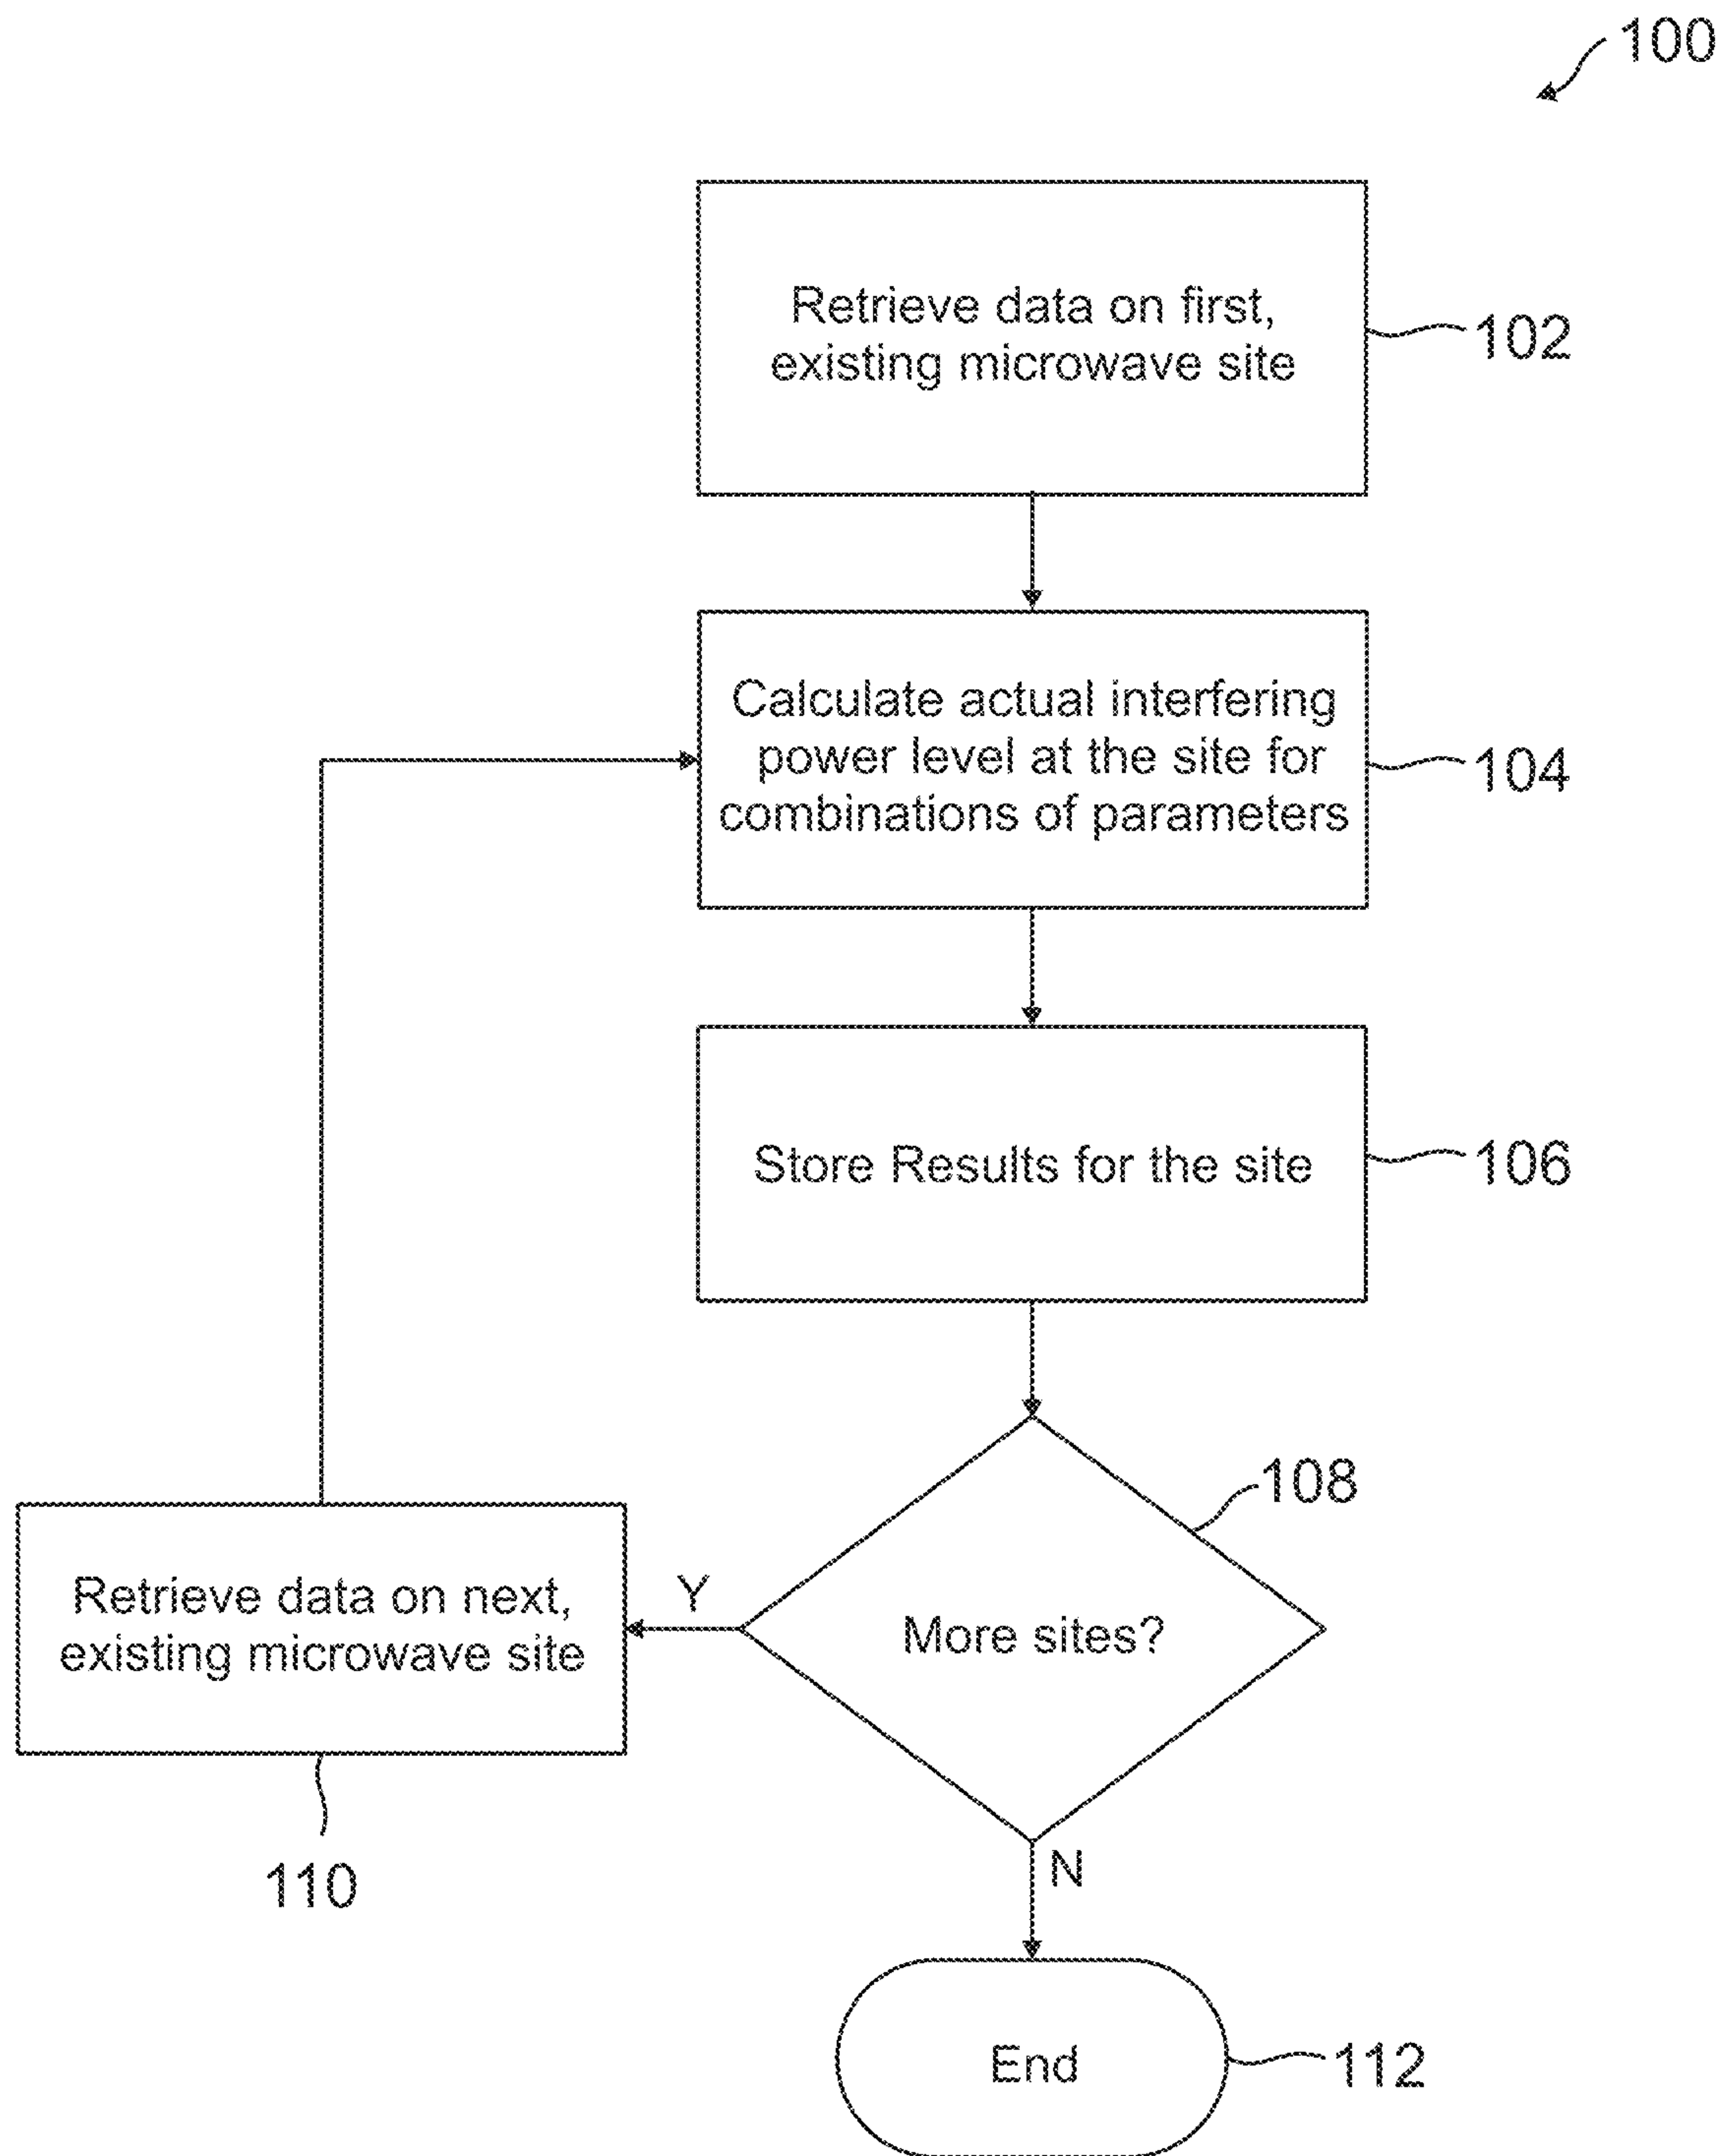 100
Retrieve data on first,
existing microwave site
102
Calculate actual interfering
power level at the site for
combinations of parameters
104
Store Results for the site
106
108
More sites?
Y
Retrieve data on next,
existing microwave site
110
N
End
112